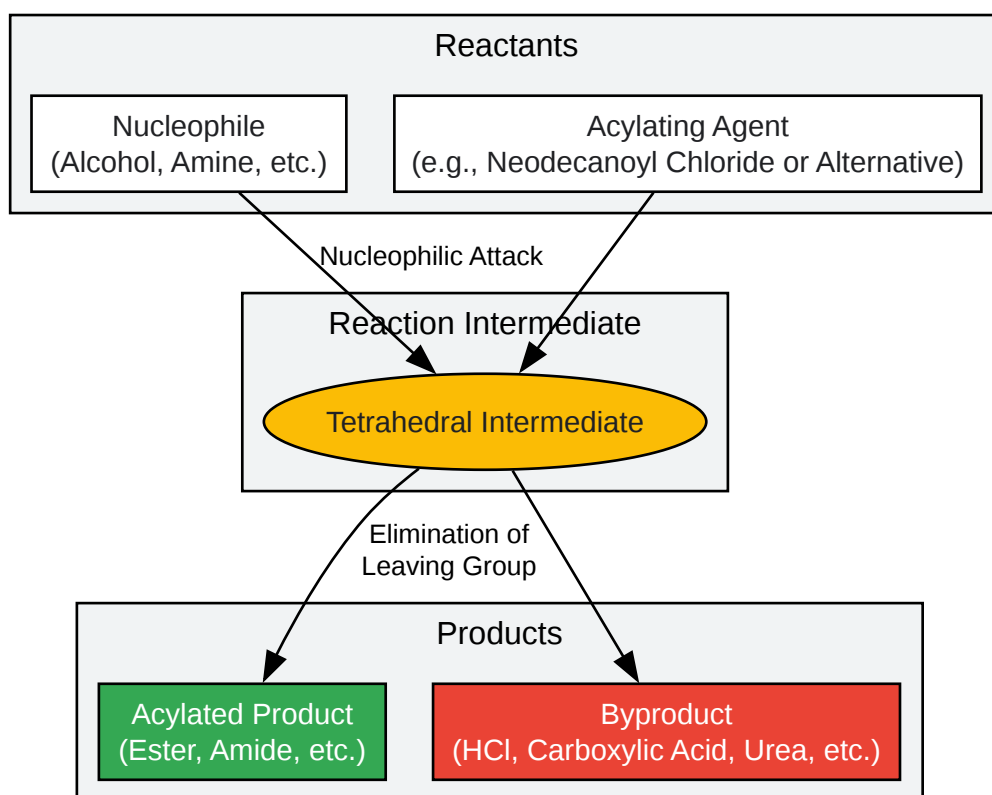 Reactants
Nucleophile
(Alcohol, Amine, etc.)
Acylating Agent
(e.g., Neodecanoyl Chloride or Alternative)
Nucleophilic Attack
Reaction Intermediate
Tetrahedral Intermediate
Elimination of
Leaving Group
Products
Acylated Product
(Ester, Amide, etc.)
Byproduct
(HCl, Carboxylic Acid, Urea, etc.)